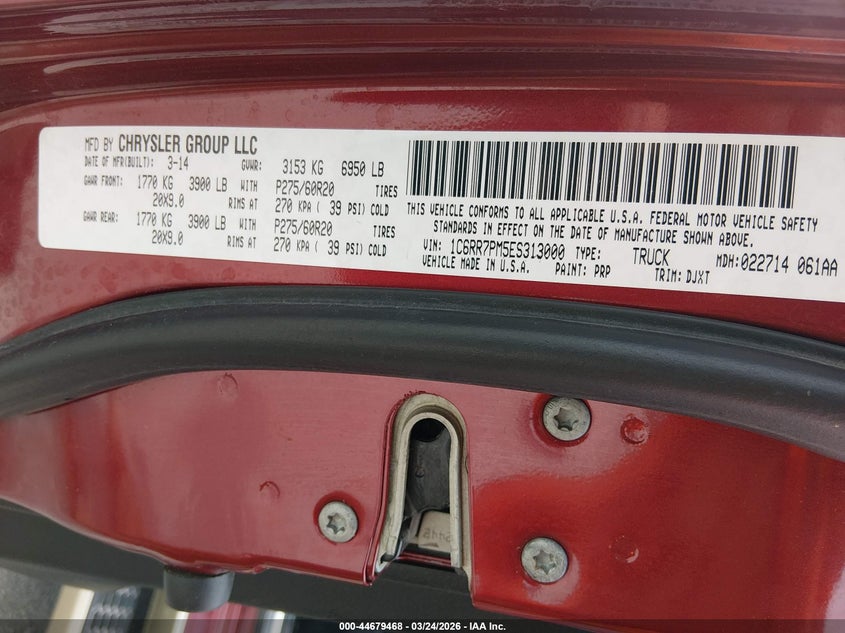 MFD BY CHRYSLER GROUP LLC
DATE OF MFR(BUILT): 3-14 GVWR: 3153 KG 6950 LB
GAWR FRONT: 1770 KG 3900 LB WITH P275/60R20 TIRES
20X9.0 RIMS AT 270 KPA ( 39 PSI) COLD
GAWR REAR: 1770 KG 3900 LB WITH P275/60R20 TIRES
20X9.0 RIMS AT 270 KPA ( 39 PSI) COLD
THIS VEHICLE CONFORMS TO ALL APPLICABLE U.S.A. FEDERAL MOTOR VEHICLE SAFETY
STANDARDS IN EFFECT ON THE DATE OF MANUFACTURE SHOWN ABOVE.
VIN: 1C6RR7PM5ES313000 TYPE: TRUCK MDH: 022714 061AA
VEHICLE MADE IN U.S.A. PAINT: PRP TRIM: DJXT
000-44679468 - 03/24/2026 - IAA Inc.